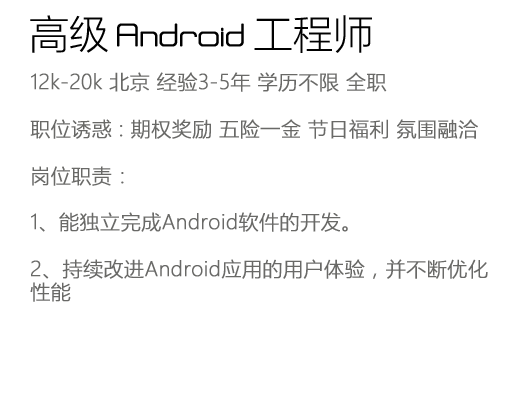 高级 Android 工程师
12k-20k 北京 经验3-5年 学历不限 全职
职位诱惑：期权奖励 五险一金 节日福利 氛围融洽
岗位职责：
1、能独立完成Android软件的开发。
2、持续改进Android应用的用户体验，并不断优化
性能